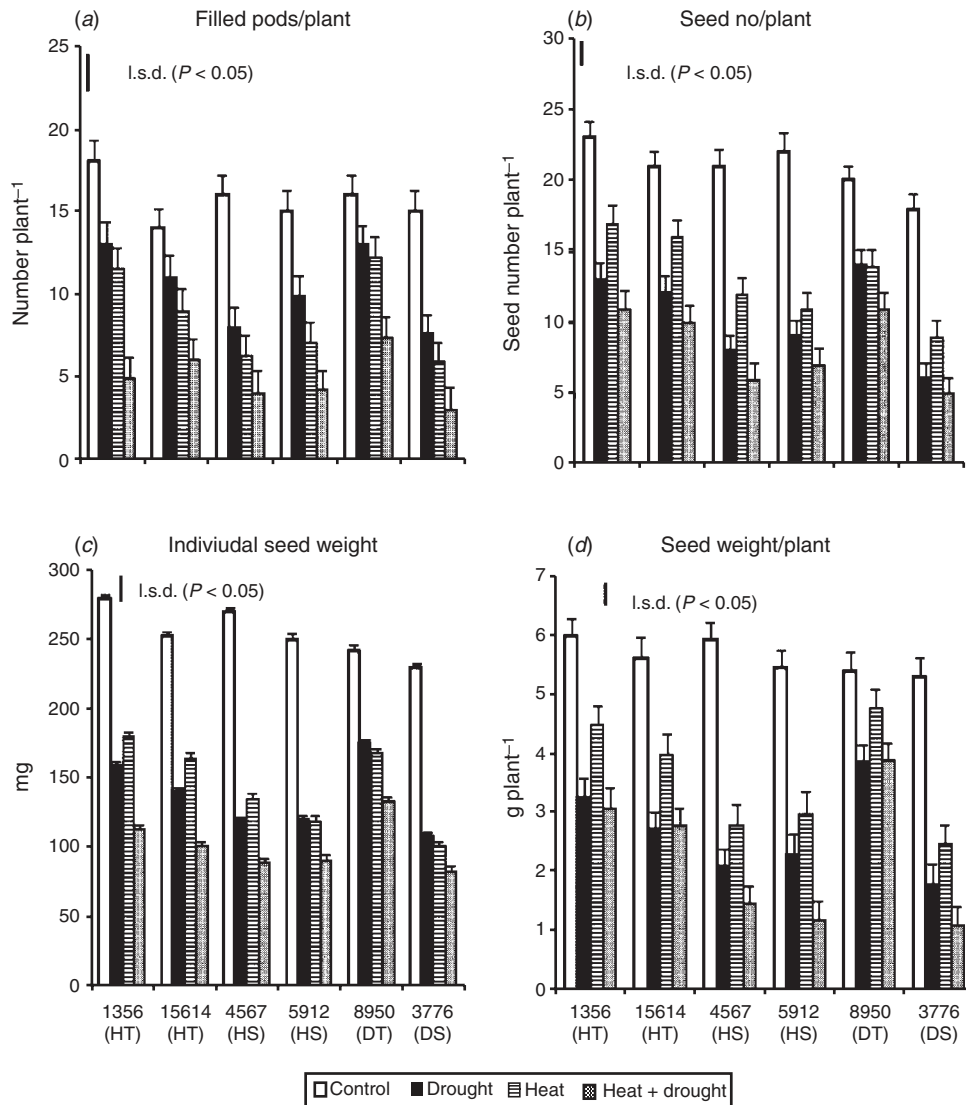 (a) Filled pods/plant
25
20
15
10
5
0
Number plant⁻¹
l.s.d. (P < 0.05)
(b) Seed no/plant
30
25
20
15
10
5
0
Seed number plant⁻¹
l.s.d. (P < 0.05)
(c) Indiviudal seed weight
300
250
200
150
100
50
0
mg
l.s.d. (P < 0.05)
1356 15614 4567 5912 8950 3776
(HT) (HT) (HS) (HS) (DT) (DS)
(d) Seed weight/plant
7
6
5
4
3
2
1
0
g plant⁻¹
l.s.d. (P < 0.05)
1356 15614 4567 5912 8950 3776
(HT) (HT) (HS) (HS) (DT) (DS)
Control Drought Heat Heat + drought